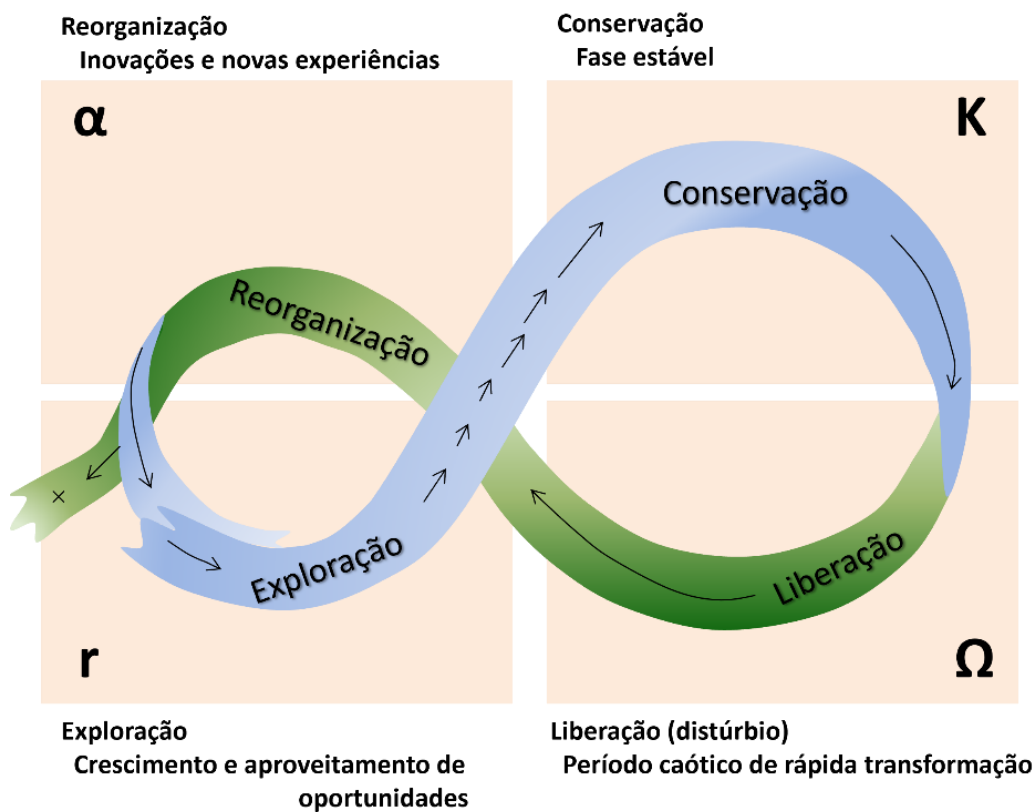 Reorganização
Inovações e novas experiências
Conservação
Fase estável
α
K
Conservação
Reorganização
Exploração
Liberação
r
Ω
Exploração
Crescimento e aproveitamento de
oportunidades
Liberação (distúrbio)
Período caótico de rápida transformação